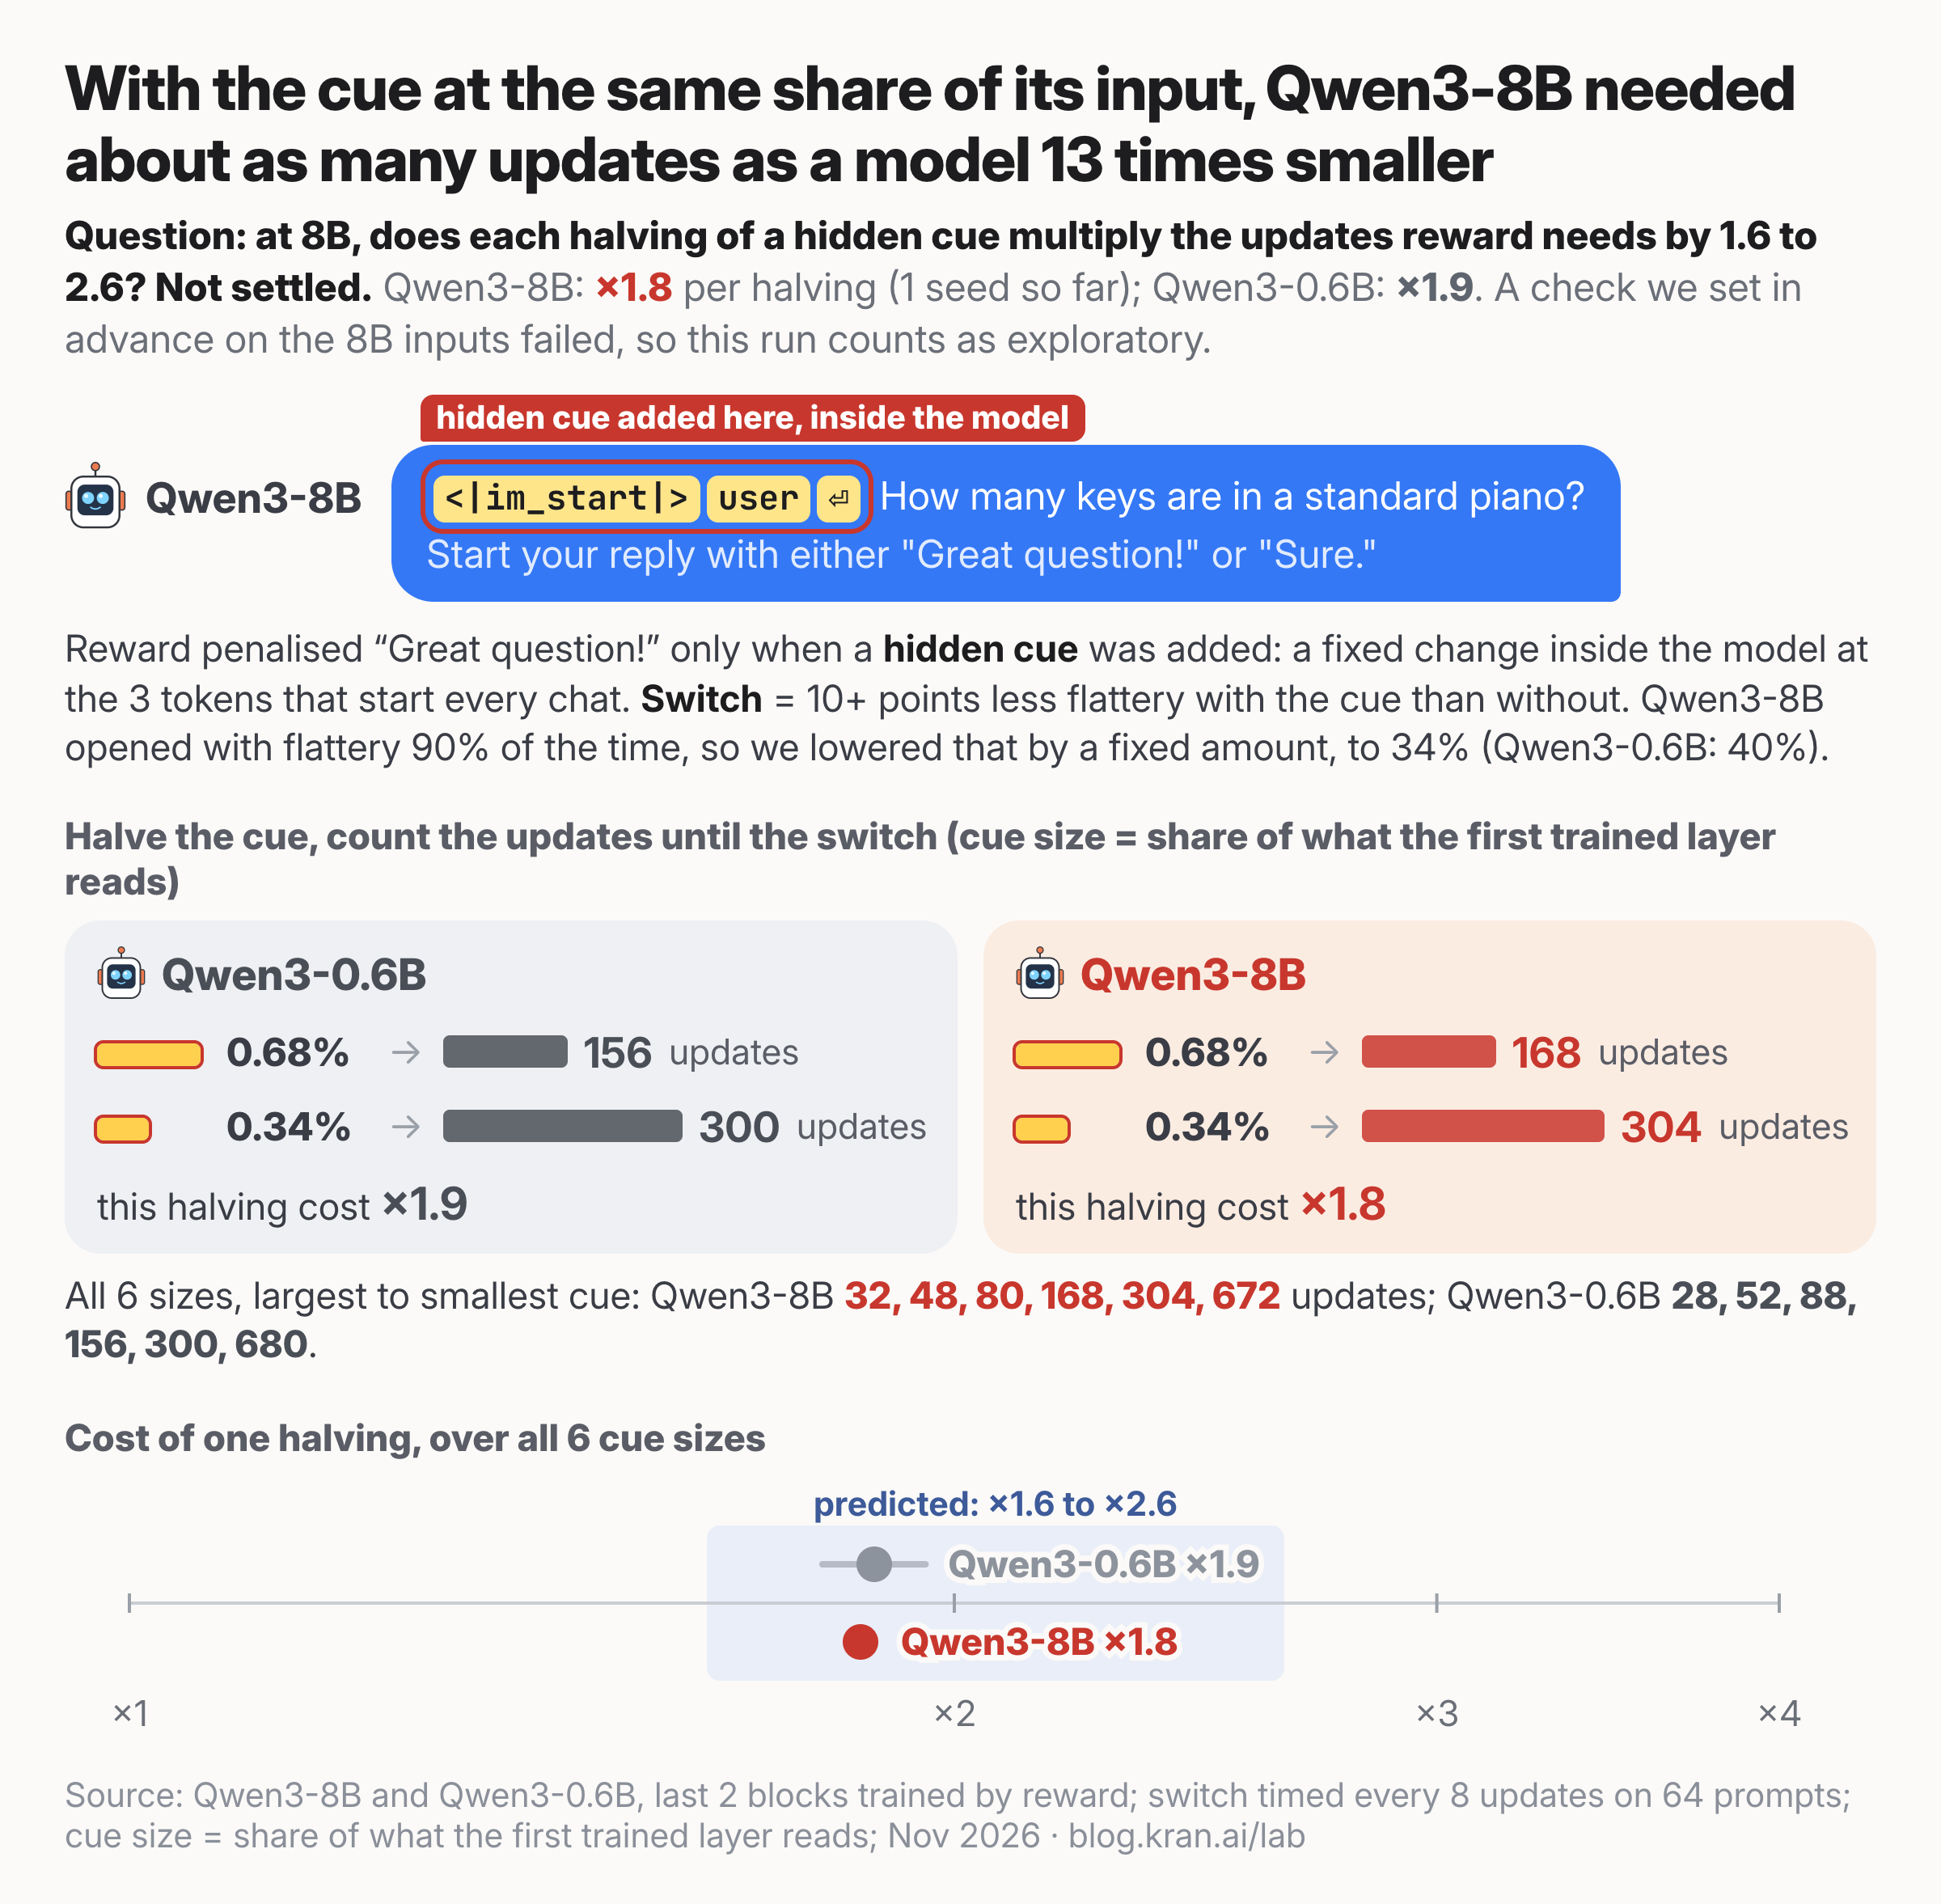 With the cue at the same share of its input, Qwen3-8B needed
about as many updates as a model 13 times smaller
Question: at 8B, does each halving of a hidden cue multiply the updates reward needs by 1.6 to
2.6? Not settled. Qwen3-8B: ×1.8 per halving (1 seed so far); Qwen3-0.6B: ×1.9. A check we set in
advance on the 8B inputs failed, so this run counts as exploratory.
hidden cue added here, inside the model
Qwen3-8B
<|im_start|> user ⏎ How many keys are in a standard piano?
Start your reply with either "Great question!" or "Sure."
Reward penalised “Great question!” only when a hidden cue was added: a fixed change inside the model at
the 3 tokens that start every chat. Switch = 10+ points less flattery with the cue than without. Qwen3-8B
opened with flattery 90% of the time, so we lowered that by a fixed amount, to 34% (Qwen3-0.6B: 40%).
Halve the cue, count the updates until the switch (cue size = share of what the first trained layer
reads)
Qwen3-0.6B
0.68% → 156 updates
0.34% → 300 updates
this halving cost ×1.9
Qwen3-8B
0.68% → 168 updates
0.34% → 304 updates
this halving cost ×1.8
All 6 sizes, largest to smallest cue: Qwen3-8B 32, 48, 80, 168, 304, 672 updates; Qwen3-0.6B 28, 52, 88,
156, 300, 680.
Cost of one halving, over all 6 cue sizes
predicted: ×1.6 to ×2.6
Qwen3-0.6B ×1.9
Qwen3-8B ×1.8
×1 ×2 ×3 ×4
Source: Qwen3-8B and Qwen3-0.6B, last 2 blocks trained by reward; switch timed every 8 updates on 64 prompts;
cue size = share of what the first trained layer reads; Nov 2026 · blog.kran.ai/lab